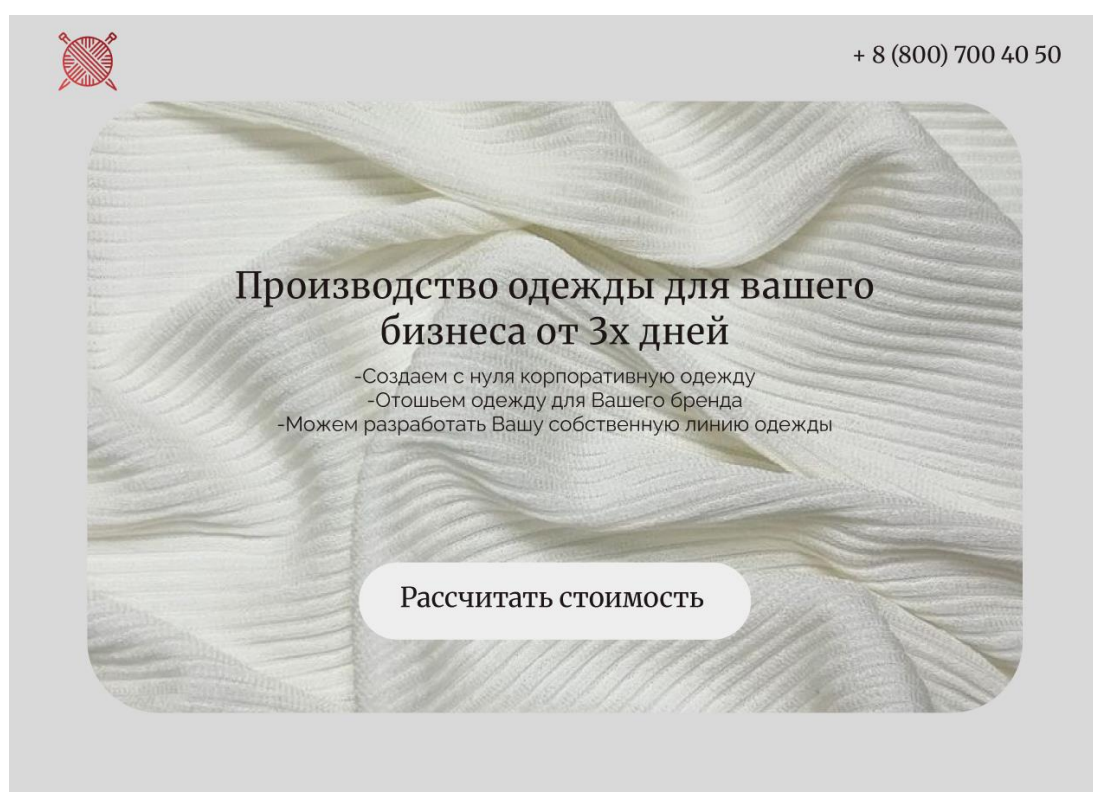 + 8 (800) 700 40 50
Производство одежды для вашего
бизнеса от 3х дней
-Создаем с нуля корпоративную одежду
-Отошьем одежду для Вашего бренда
-Можем разработать Вашу собственную линию одежды
Рассчитать стоимость